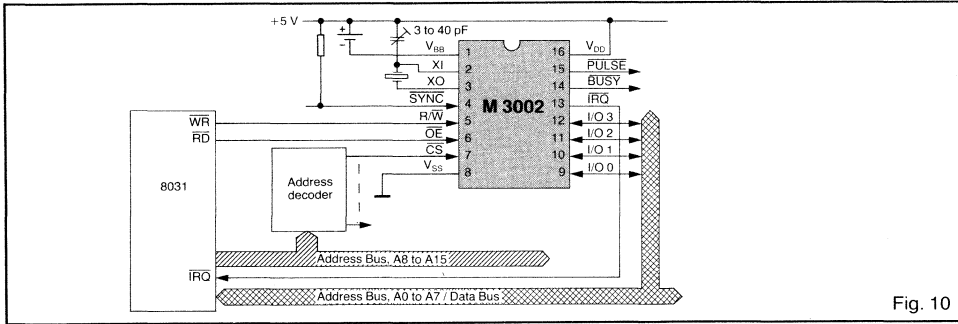 +5 V
3 to 40 pF
+
–
V_BB
XI
XO
SYNC
R/W
OE
CS
V_SS
1
2
3
4
5
6
7
8
M 3002
16
15
14
13
12
11
10
9
V_DD
PULSE
BUSY
IRQ
I/O 3
I/O 2
I/O 1
I/O 0
WR
RD
8031
IRQ
Address
decoder
Address Bus, A8 to A15
Address Bus, A0 to A7 / Data Bus
Fig. 10